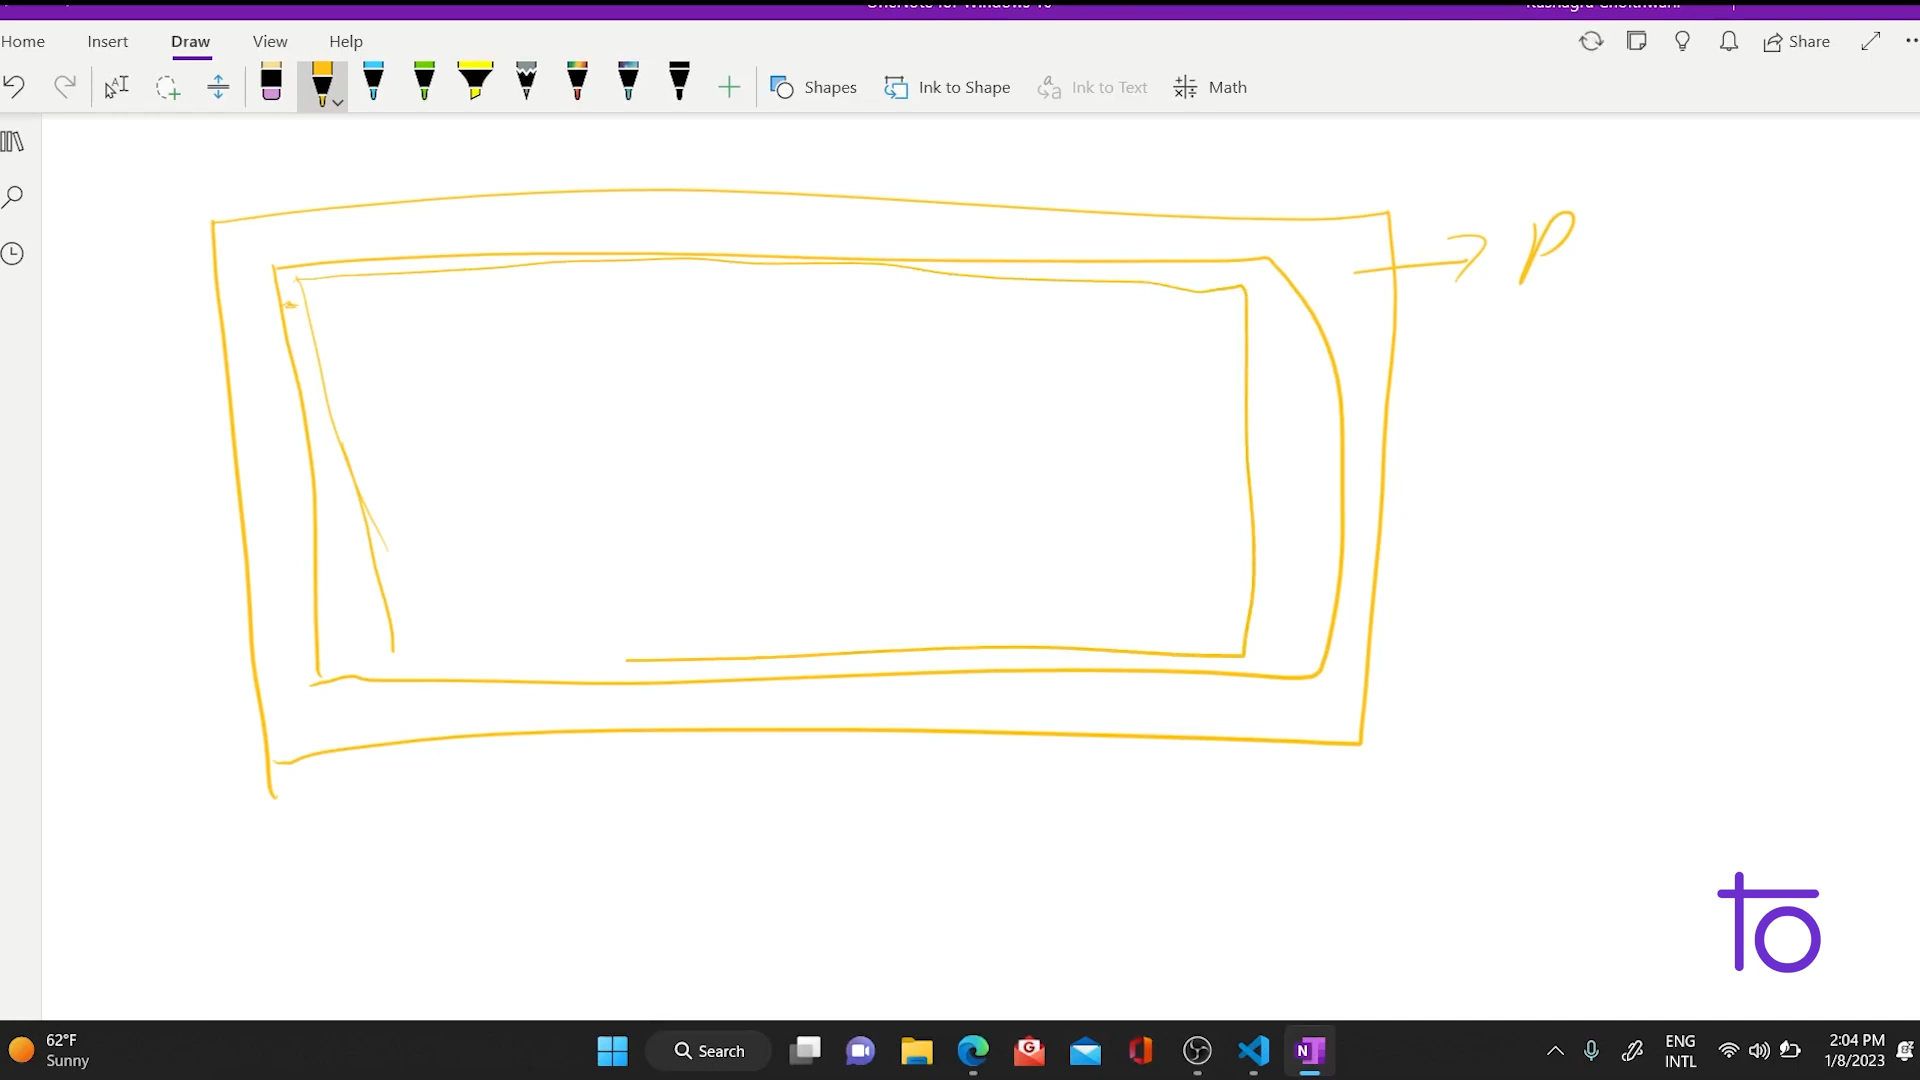 Home Insert Draw View Help Share
Shapes Ink to Shape Ink to Text Math
P
to
62°F
Sunny
Search
ENG
INTL
2:04 PM
1/8/2023